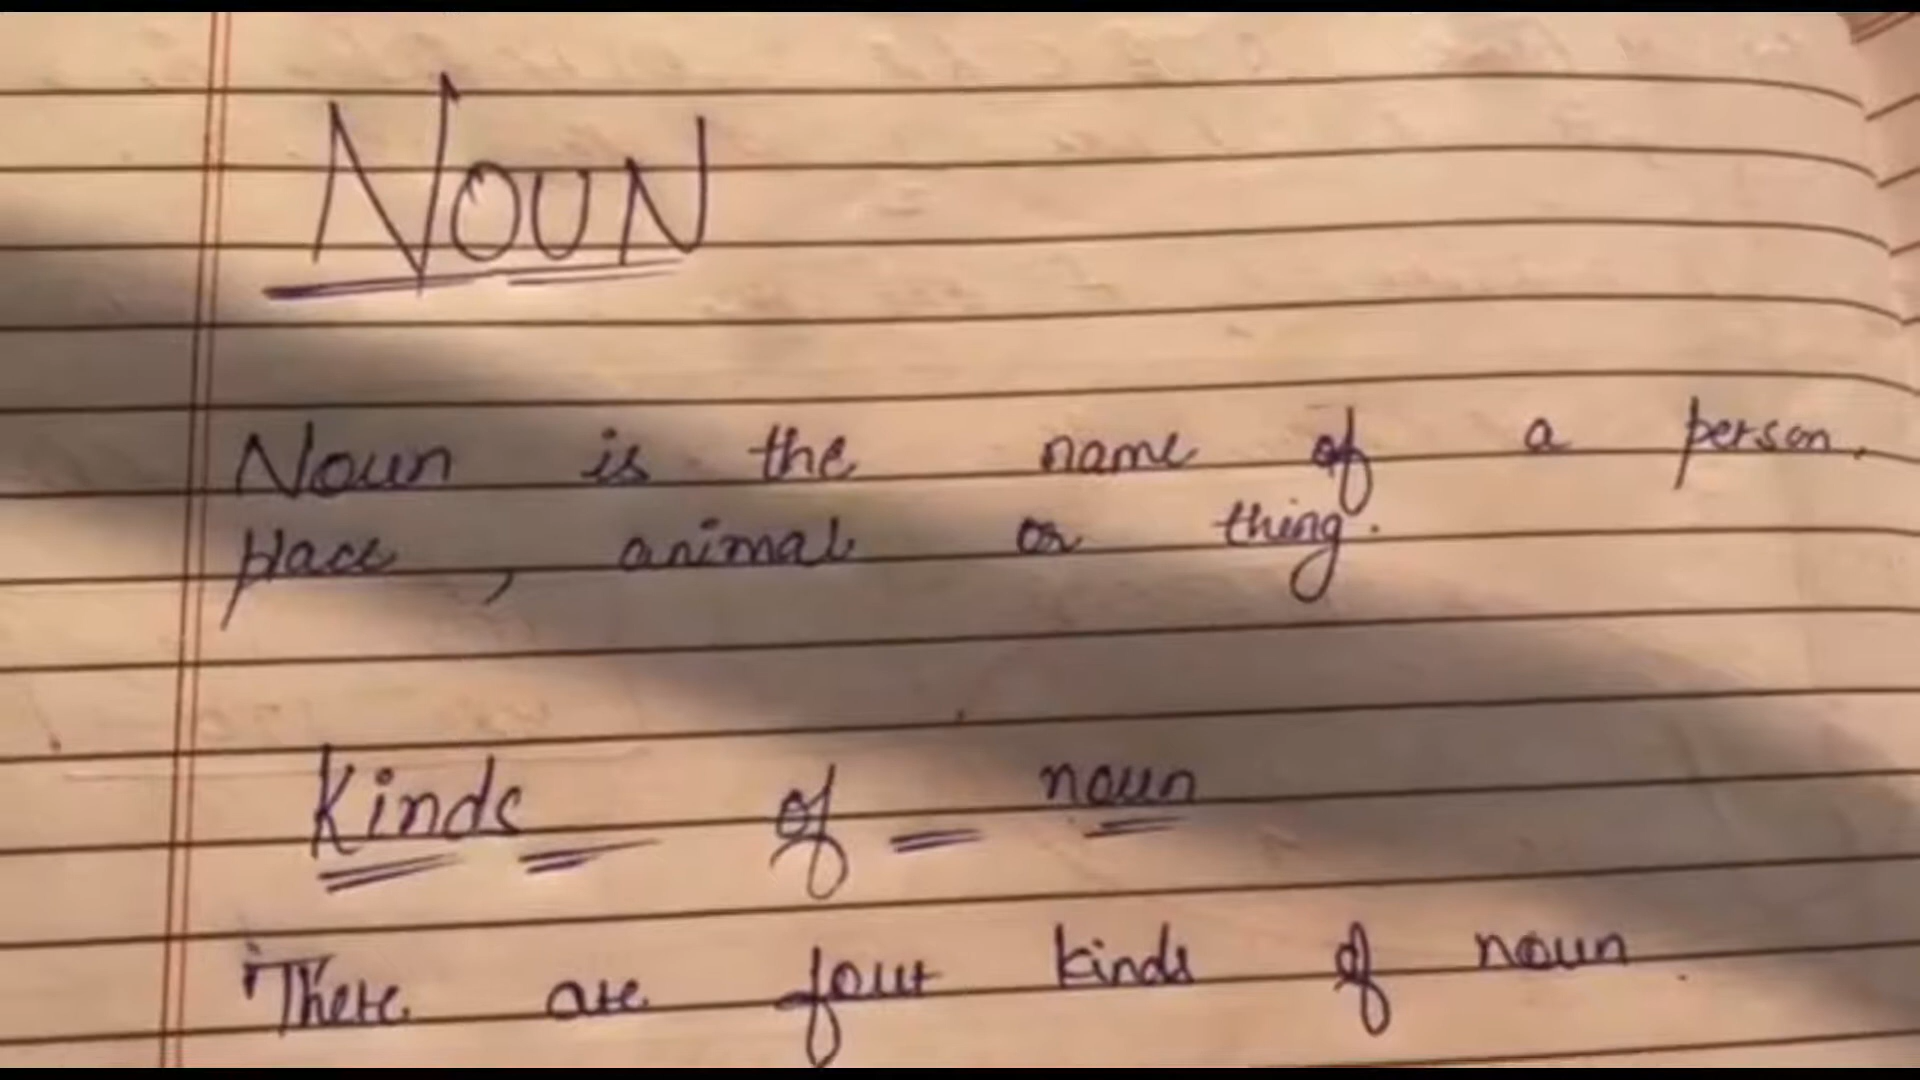 NOUN
Noun is the name of a person,
place, animal or thing.
Kinds of noun
There are four kinds of noun.